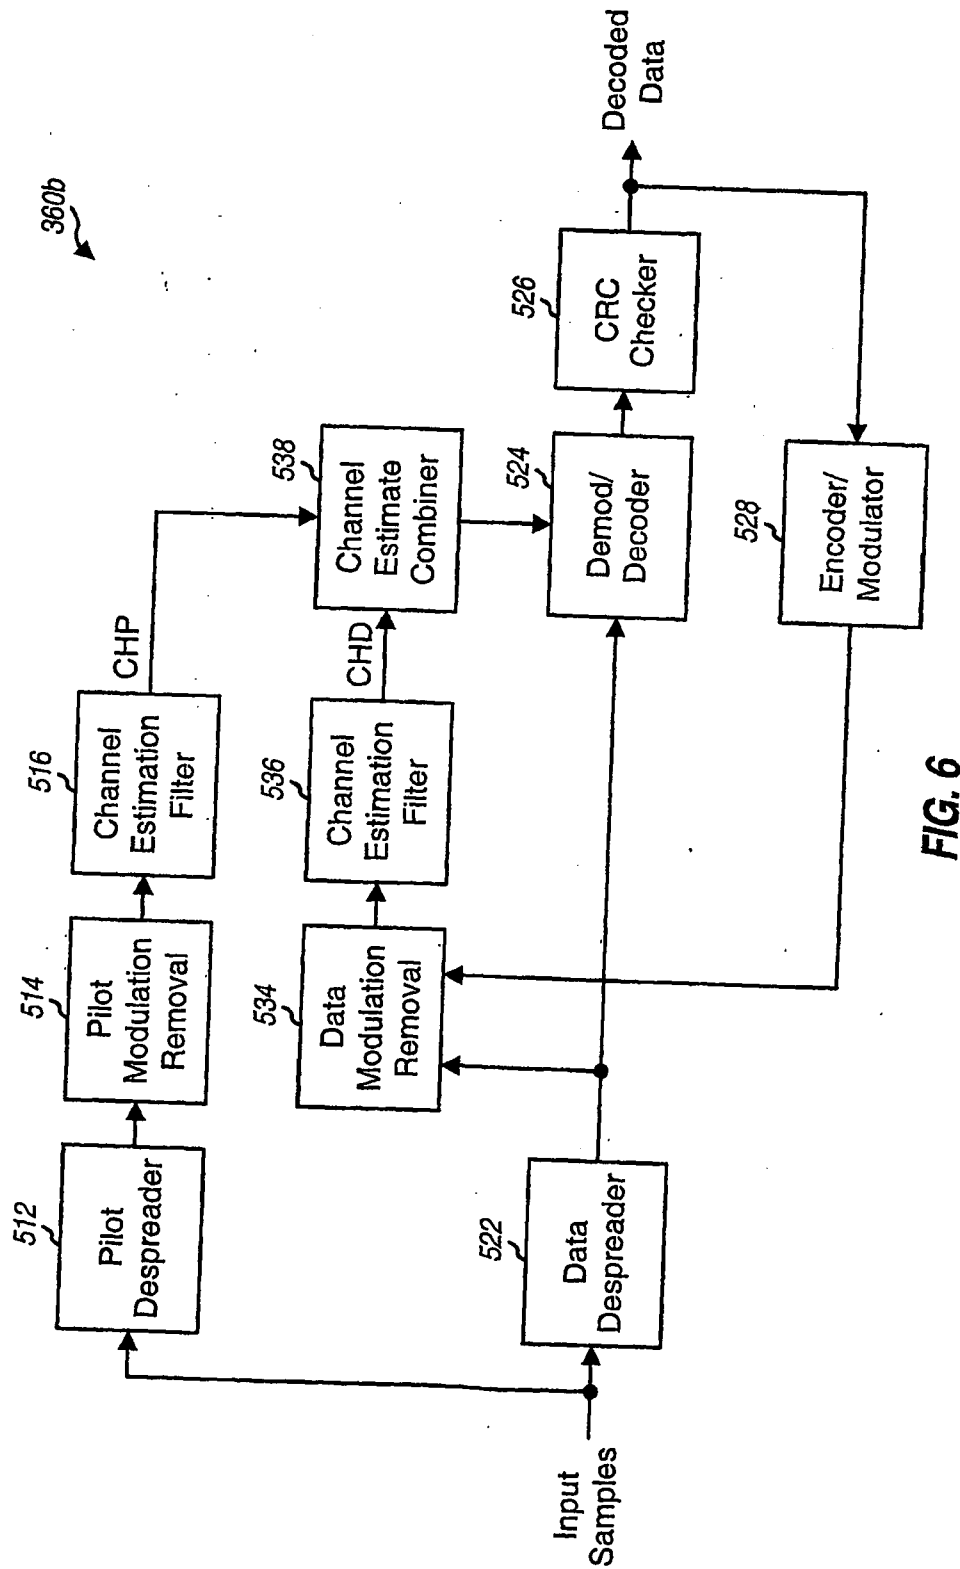 360b
512
Pilot
Despreader
514
Pilot
Modulation
Removal
516
Channel
Estimation
Filter
CHP
534
Data
Modulation
Removal
536
Channel
Estimation
Filter
CHD
538
Channel
Estimate
Combiner
Input
Samples
522
Data
Despreader
524
Demod/
Decoder
526
CRC
Checker
Decoded
Data
528
Encoder/
Modulator
FIG. 6